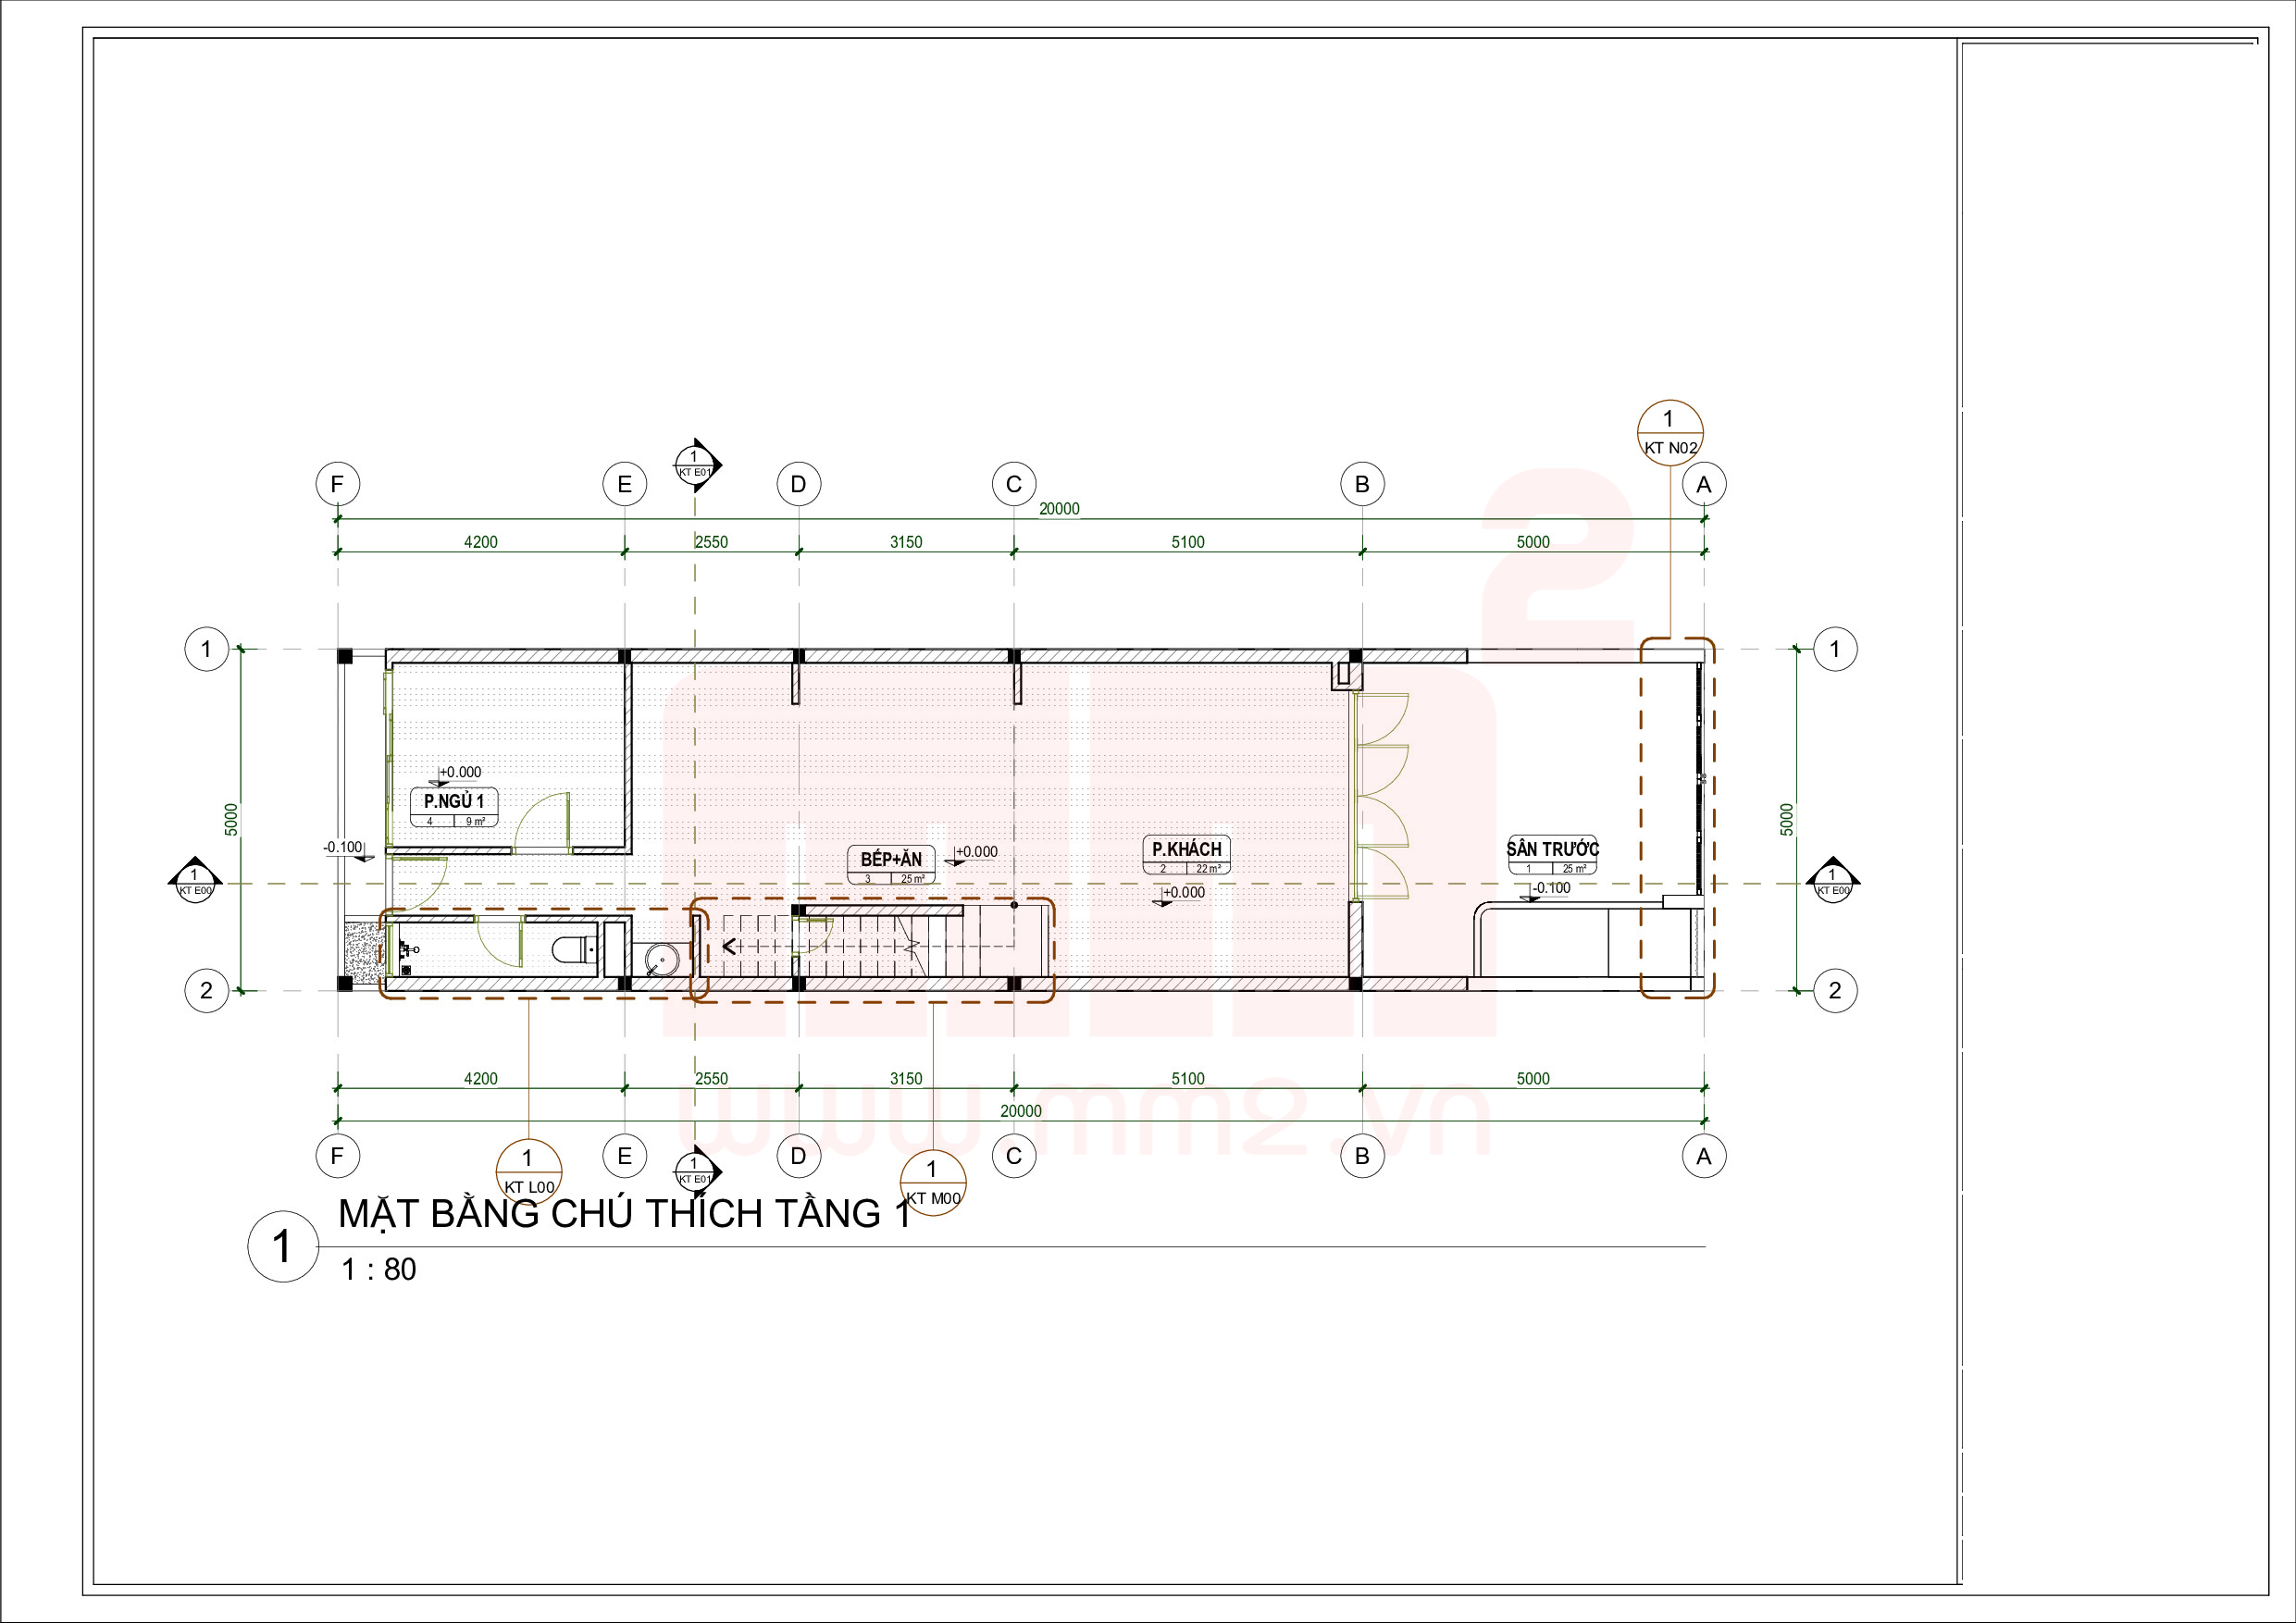 1
KT N02
F
E
1
KT E01
D
C
B
A
20000
4200
2550
3150
5100
5000
1
1
5000
5000
+0.000
P.NGỦ 1
4 9 m²
-0.100
BÉP+ĂN
3 25 m²
+0.000
P.KHÁCH
2 22 m²
+0.000
SÂN TRƯỚC
1 25 m²
-0.100
1
KT E00
1
KT E00
2
2
4200
2550
3150
5100
5000
20000
www.mm2.vn
F
1
KT L00
E
1
KT E01
D
1
KT M00
C
B
A
1
MẶT BẰNG CHÚ THÍCH TẦNG 1
1 : 80